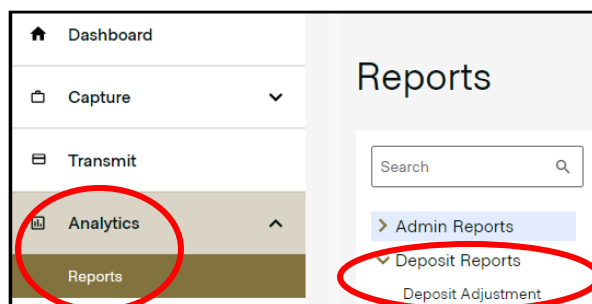 Dashboard
Capture
Transmit
Analytics
Reports
Reports
Search
Admin Reports
Deposit Reports
Deposit Adjustment